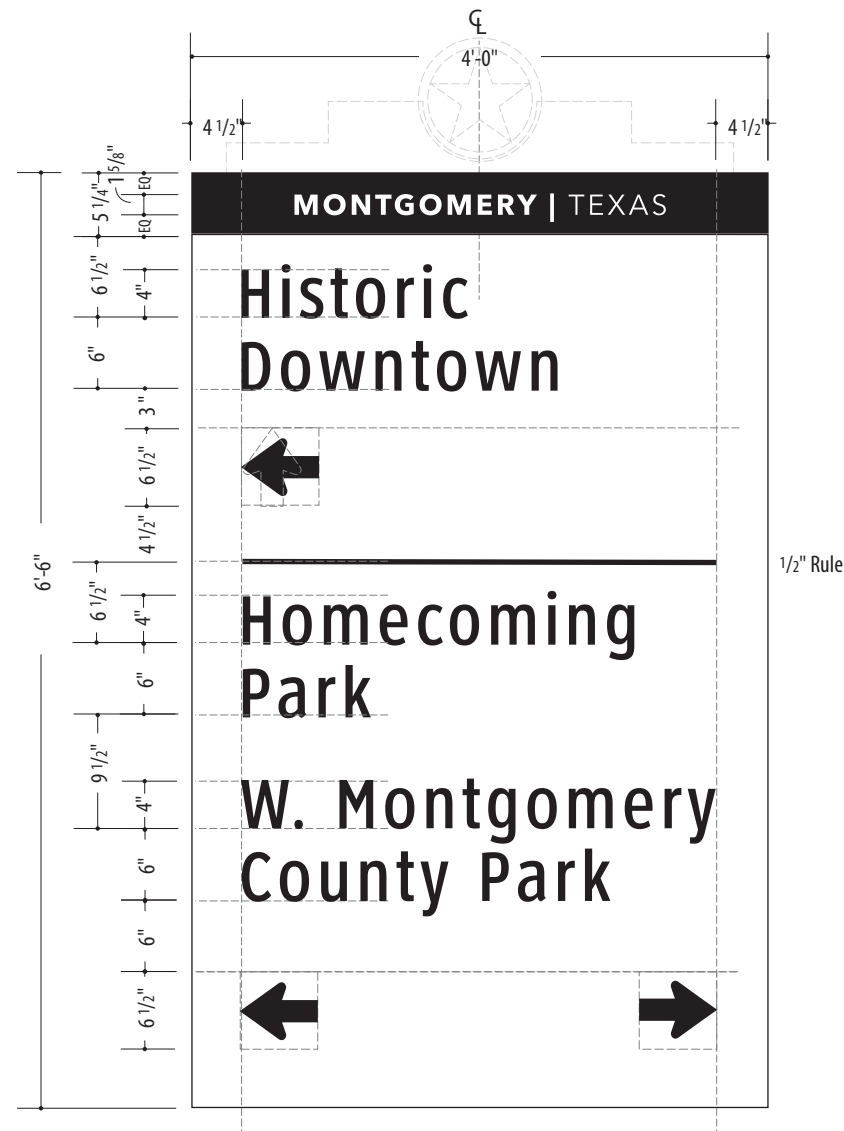 ℄
4'-0"
4 1/2"
4 1/2"
1 5/8"
EQ
5 1/4"
EQ
MONTGOMERY | TEXAS
6 1/2"
4"
Historic
6"
Downtown
3 "
6 1/2"
4 1/2"
6'-6"
1/2" Rule
6 1/2"
4"
Homecoming
6"
Park
9 1/2"
4"
W. Montgomery
6"
County Park
6"
6 1/2"